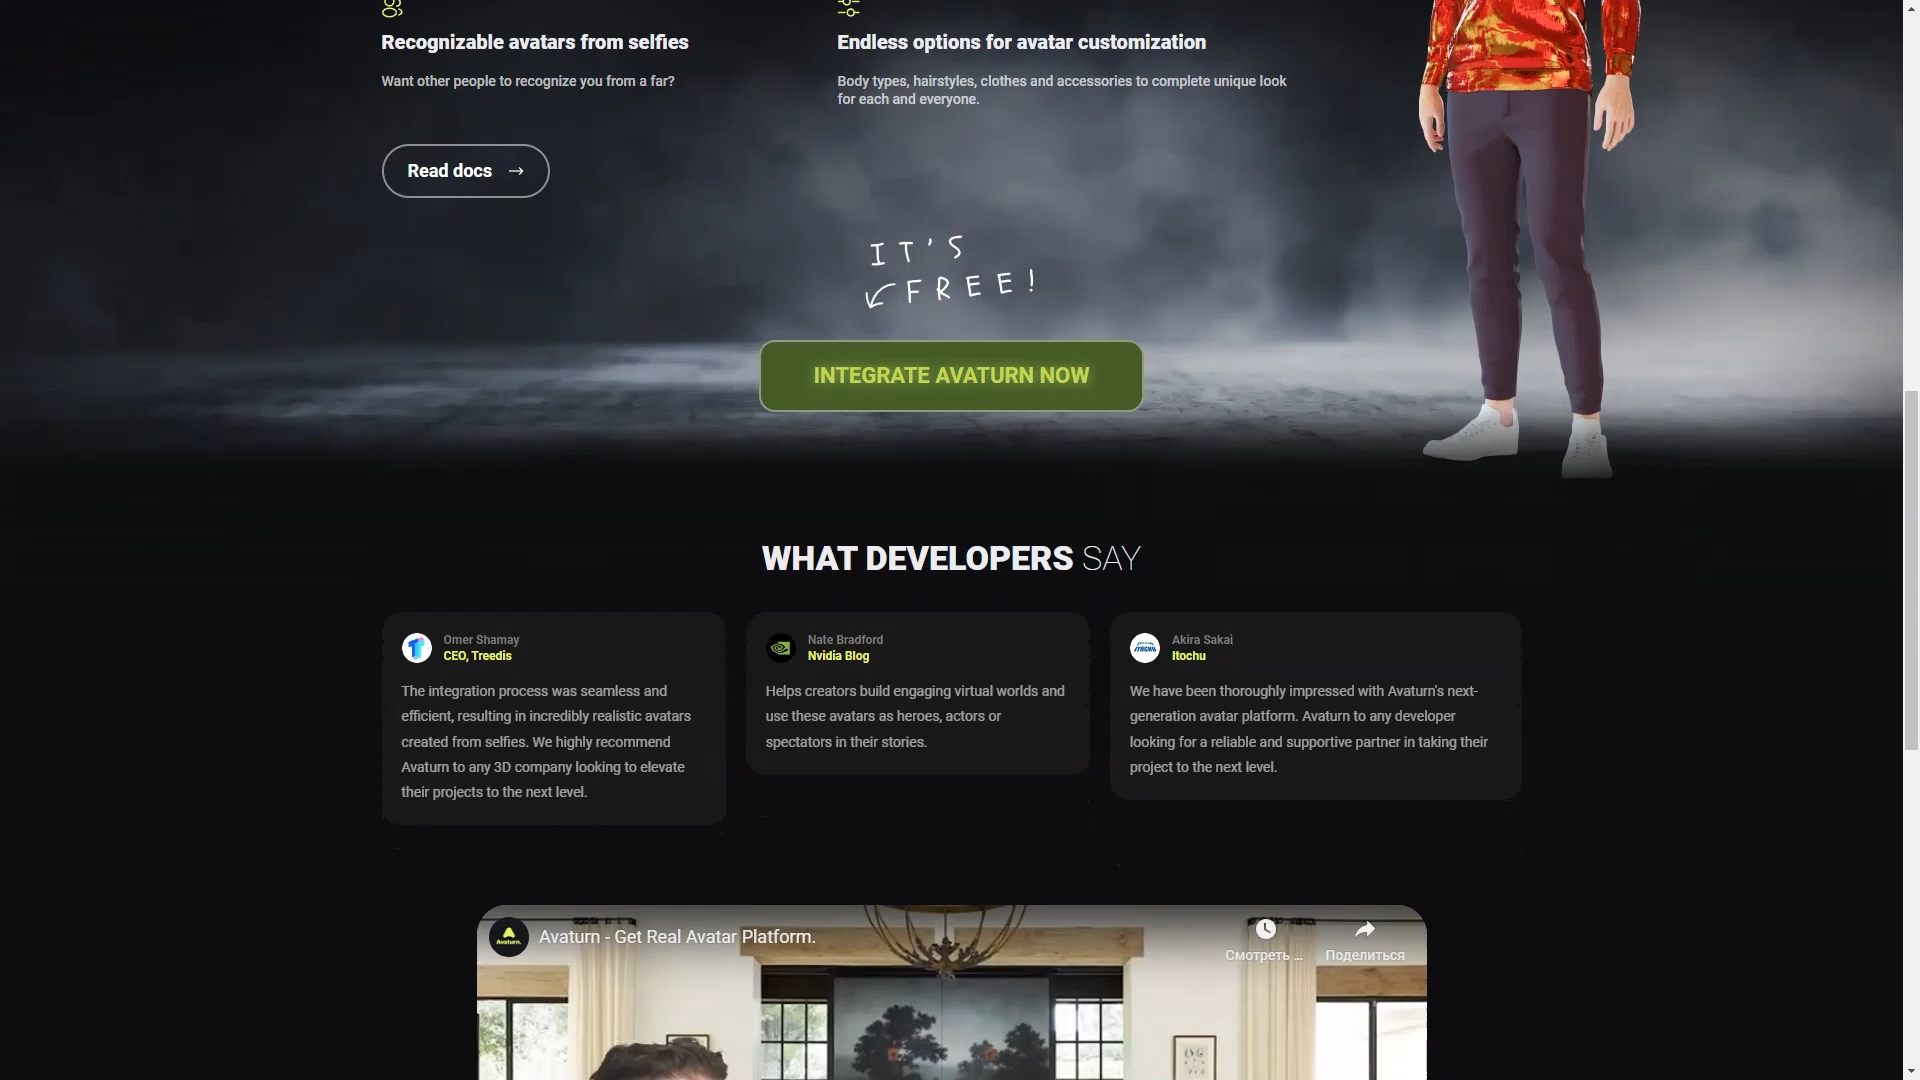 Recognizable avatars from selfies
Want other people to recognize you from a far?
Endless options for avatar customization
Body types, hairstyles, clothes and accessories to complete unique look
for each and everyone.
Read docs
IT'S
FREE!
INTEGRATE AVATURN NOW
WHAT DEVELOPERS SAY
Omer Shamay
CEO, Treedis
The integration process was seamless and
efficient, resulting in incredibly realistic avatars
created from selfies. We highly recommend
Avaturn to any 3D company looking to elevate
their projects to the next level.
Nate Bradford
Nvidia Blog
Helps creators build engaging virtual worlds and
use these avatars as heroes, actors or
spectators in their stories.
ITOCHU
Akira Sakai
Itochu
We have been thoroughly impressed with Avaturn's next-
generation avatar platform. Avaturn to any developer
looking for a reliable and supportive partner in taking their
project to the next level.
Avaturn.
Avaturn - Get Real Avatar Platform.
Смотреть ...
Поделиться